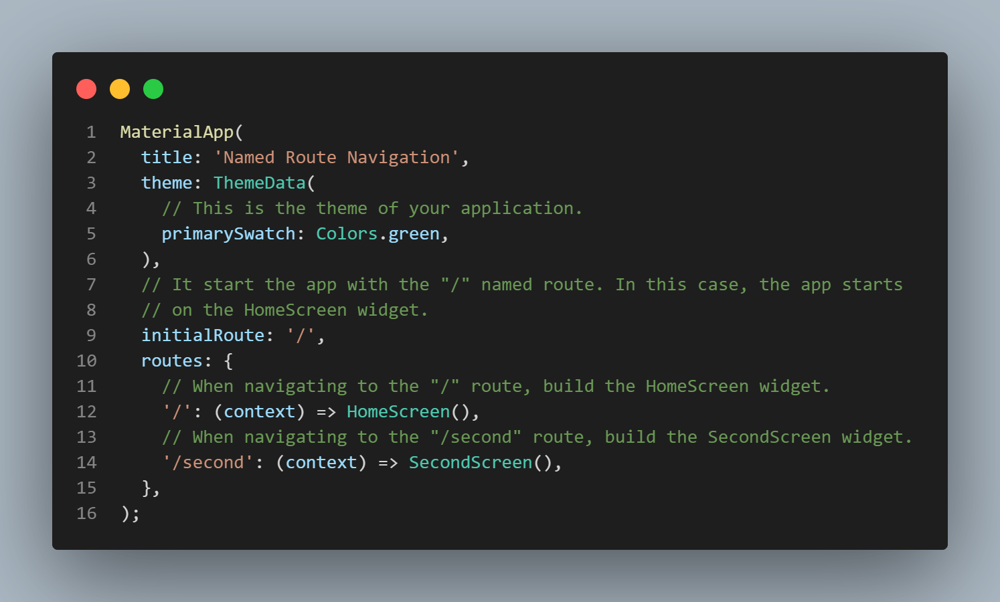 1 MaterialApp(
2   title: 'Named Route Navigation',
3   theme: ThemeData(
4     // This is the theme of your application.
5     primarySwatch: Colors.green,
6   ),
7   // It start the app with the "/" named route. In this case, the app starts
8   // on the HomeScreen widget.
9   initialRoute: '/',
10   routes: {
11     // When navigating to the "/" route, build the HomeScreen widget.
12     '/': (context) => HomeScreen(),
13     // When navigating to the "/second" route, build the SecondScreen widget.
14     '/second': (context) => SecondScreen(),
15   },
16 );